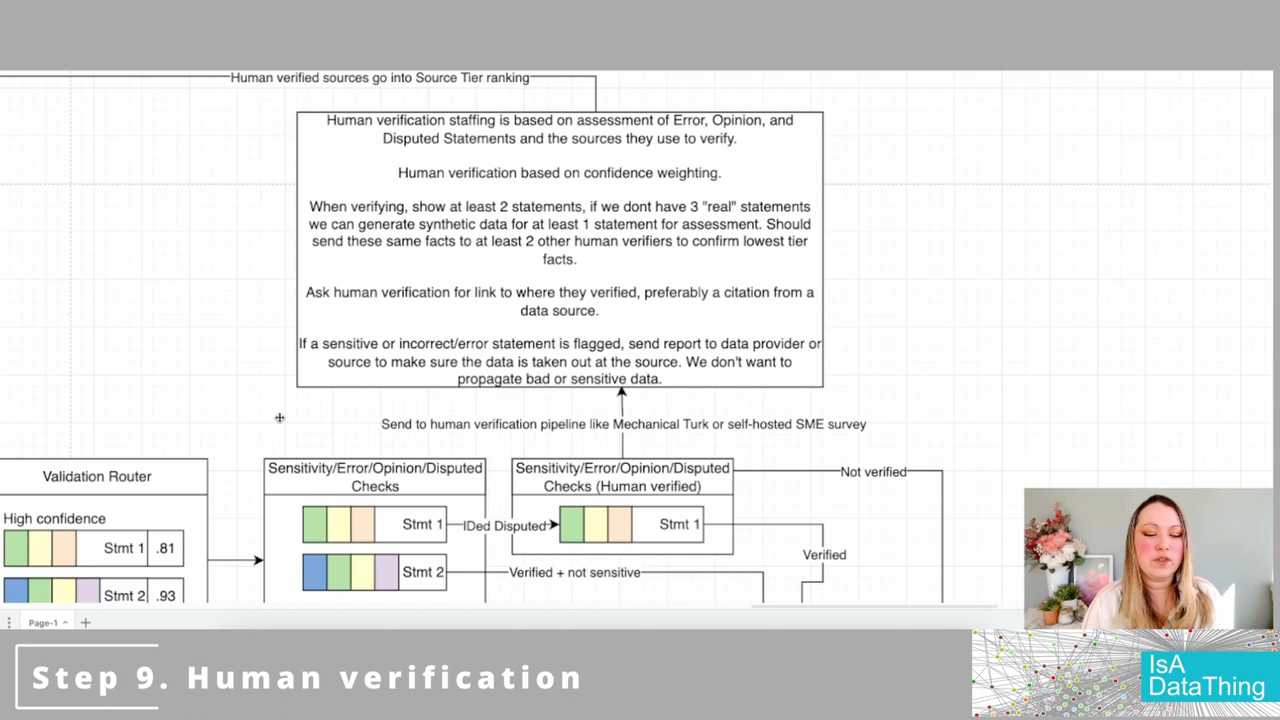 Human verified sources go into Source Tier ranking
Human verification staffing is based on assessment of Error, Opinion, and
Disputed Statements and the sources they use to verify.
Human verification based on confidence weighting.
When verifying, show at least 2 statements, if we dont have 3 "real" statements
we can generate synthetic data for at least 1 statement for assessment. Should
send these same facts to at least 2 other human verifiers to confirm lowest tier
facts.
Ask human verification for link to where they verified, preferably a citation from a
data source.
If a sensitive or incorrect/error statement is flagged, send report to data provider or
source to make sure the data is taken out at the source. We don't want to
propagate bad or sensitive data.
Send to human verification pipeline like Mechanical Turk or self-hosted SME survey
Validation Router
High confidence
Stmt 1 .81
Stmt 2 .93
Sensitivity/Error/Opinion/Disputed
Checks
Stmt 1
IDed Disputed
Stmt 2
Verified + not sensitive
Sensitivity/Error/Opinion/Disputed
Checks (Human verified)
Stmt 1
Not verified
Verified
Page-1
Step 9. Human verification
IsA
DataThing